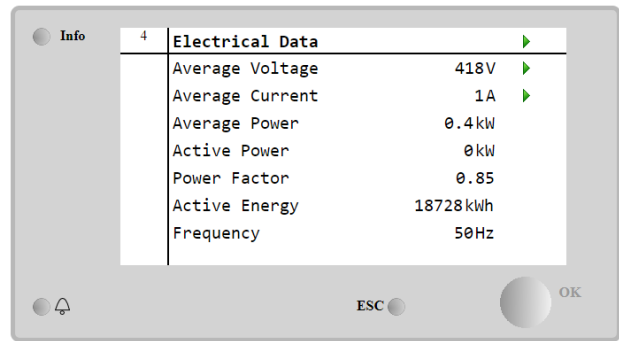 Info
4 Electrical Data
Average Voltage 418V
Average Current 1A
Average Power 0.4kW
Active Power 0kW
Power Factor 0.85
Active Energy 18728kWh
Frequency 50Hz
ESC OK